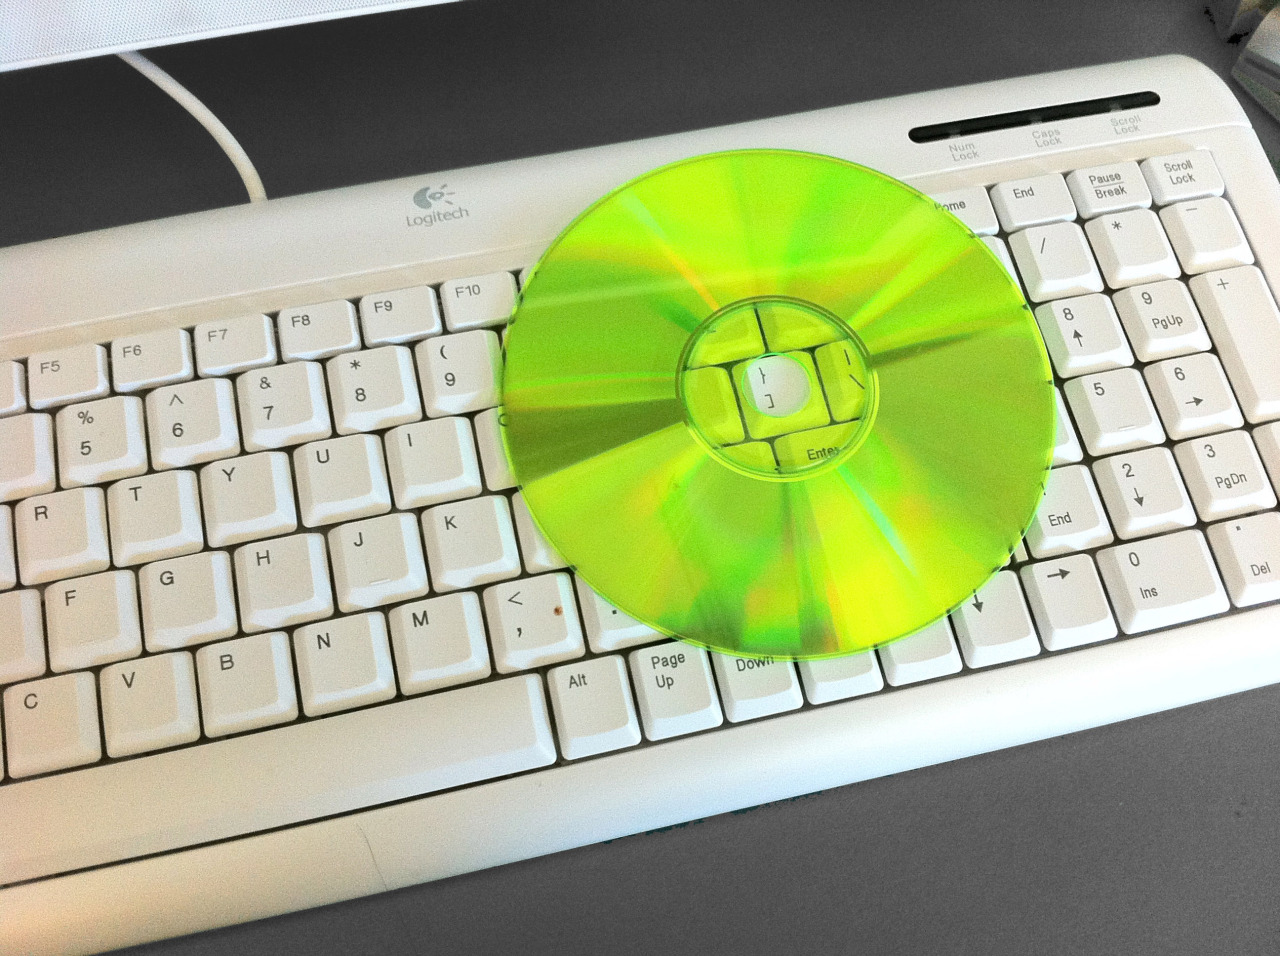 Logitech
Num
Lock
Caps
Lock
Scroll
Lock
F5
F6
F7
F8
F9
F10
Home
End
Pause
Break
Scroll
Lock
%
5
^
6
&
7
*
8
(
9
/
*
-
R
T
Y
U
I
}
]
|
\
8
↑
9
PgUp
+
F
G
H
J
K
Enter
5
6
→
C
V
B
N
M
<
,
.
End
2
↓
3
PgDn
Alt
Page
Up
Down
↓
→
0
Ins
.
Del